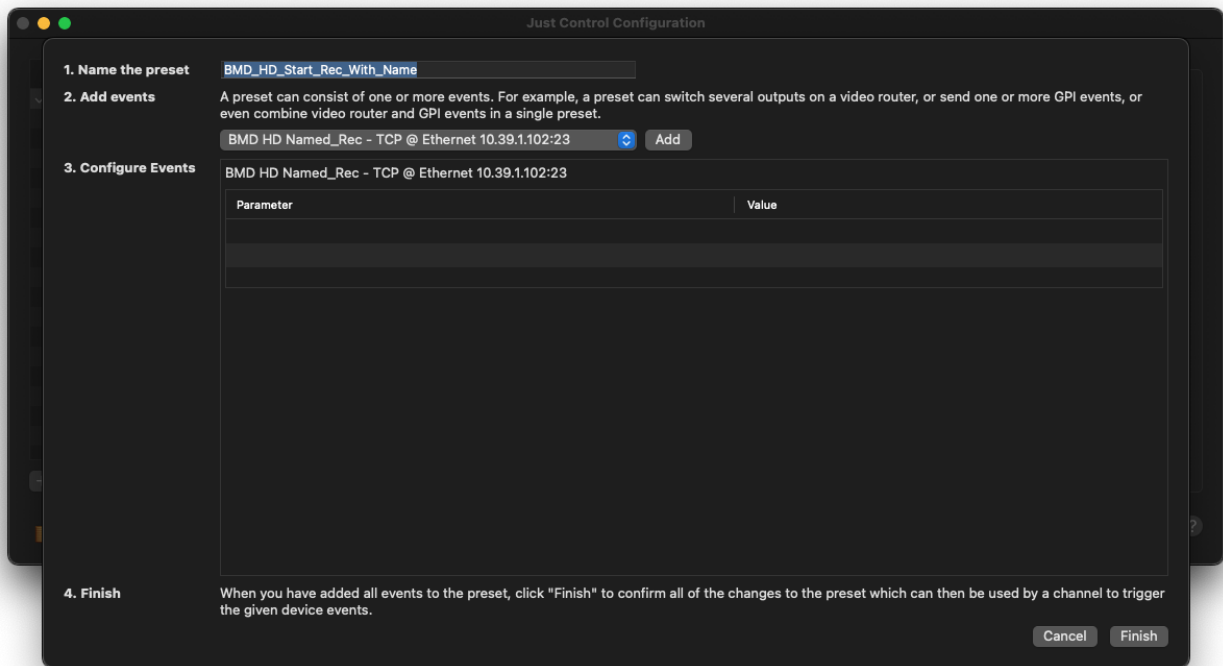 Just Control Configuration
1. Name the preset
BMD_HD_Start_Rec_With_Name
2. Add events
A preset can consist of one or more events. For example, a preset can switch several outputs on a video router, or send one or more GPI events, or
even combine video router and GPI events in a single preset.
BMD HD Named_Rec - TCP @ Ethernet 10.39.1.102:23
Add
3. Configure Events
BMD HD Named_Rec - TCP @ Ethernet 10.39.1.102:23
Parameter
Value
?
4. Finish
When you have added all events to the preset, click "Finish" to confirm all of the changes to the preset which can then be used by a channel to trigger
the given device events.
Cancel
Finish